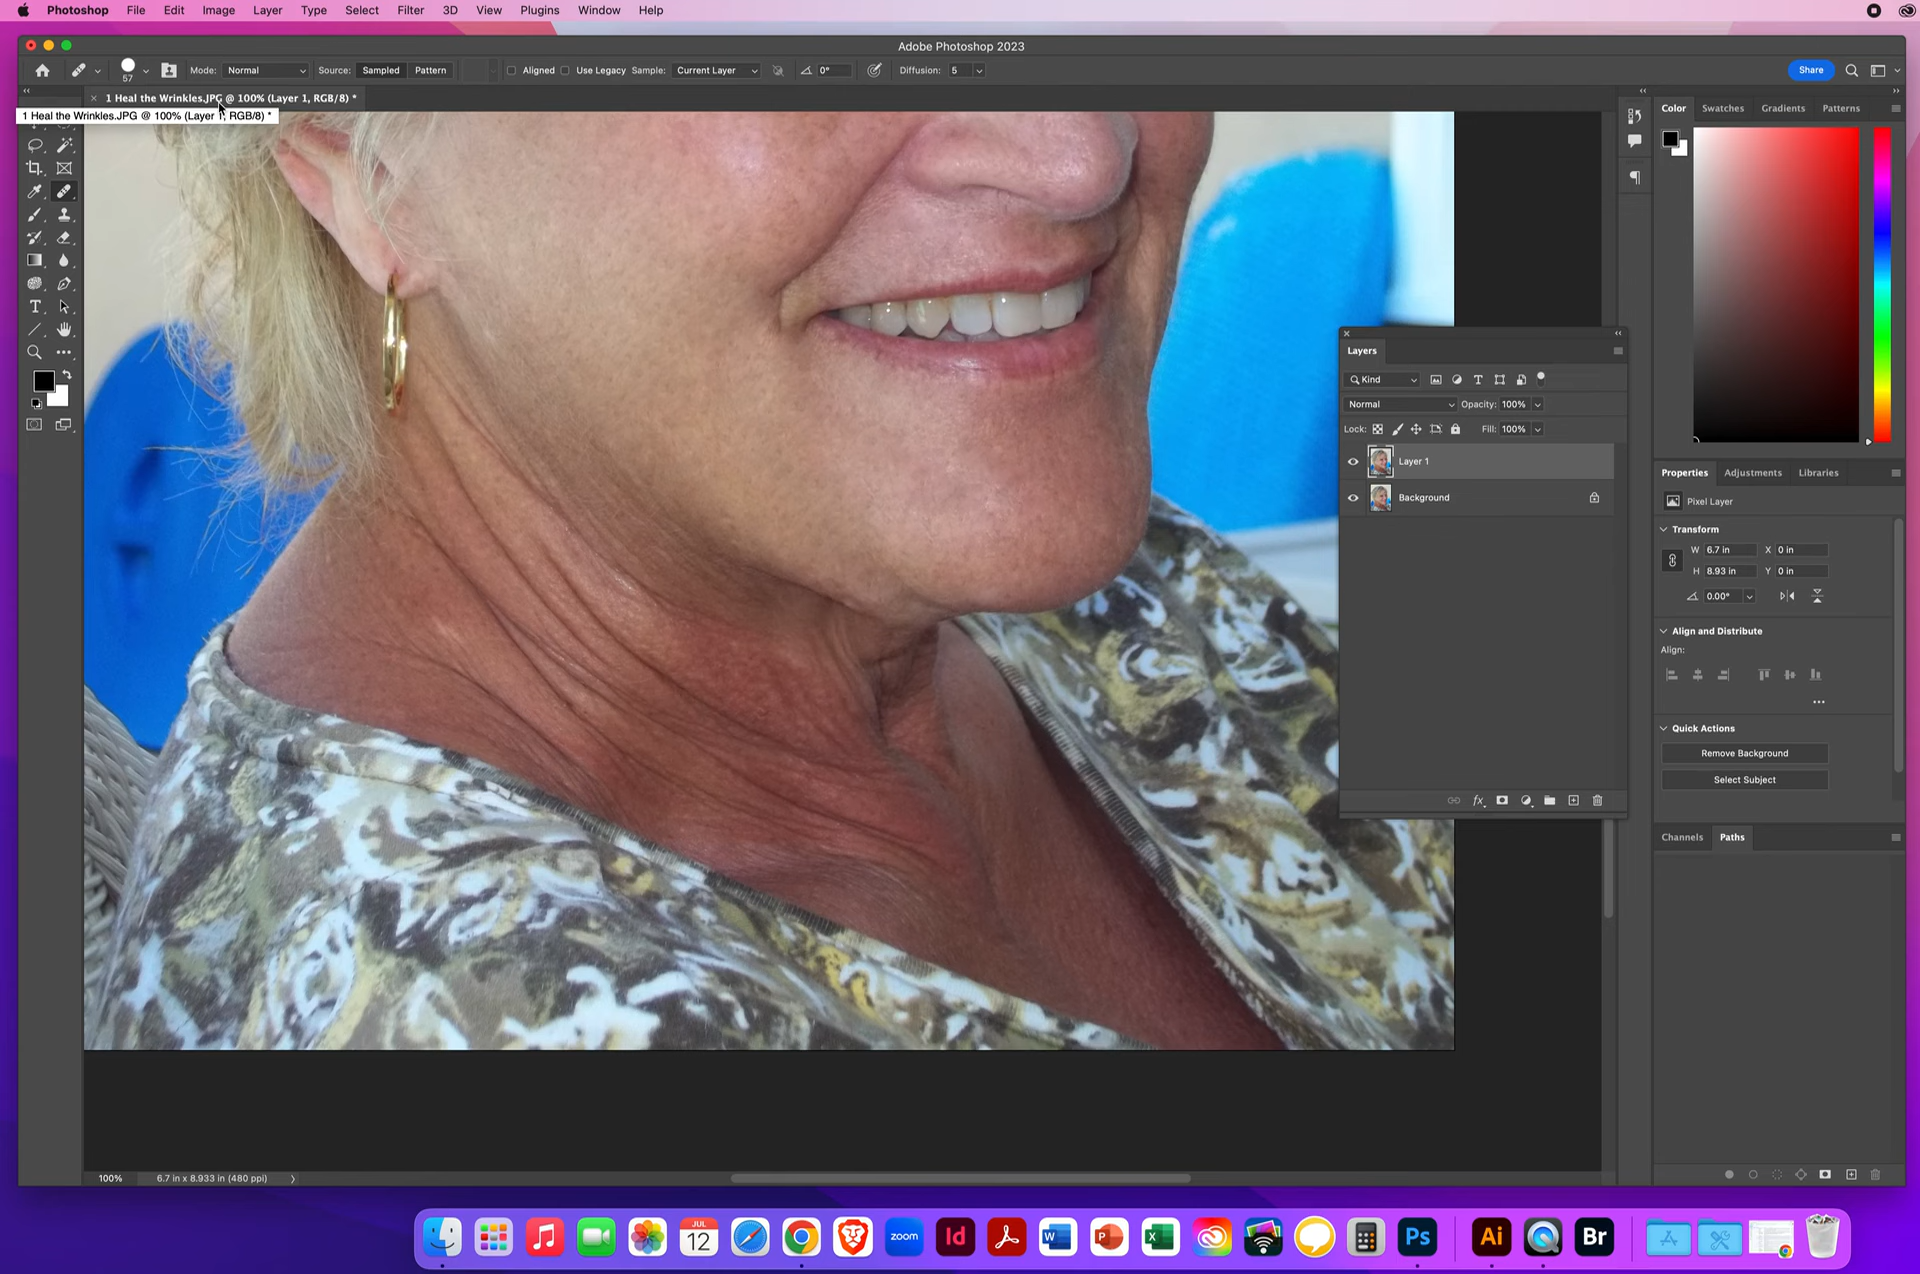 Photoshop File Edit Image Layer Type Select Filter 3D View Plugins Window Help
Adobe Photoshop 2023
57 Mode: Normal Source: Sampled Pattern Aligned Use Legacy Sample: Current Layer 0° Diffusion: 5 Share
1 Heal the Wrinkles.JPG @ 100% (Layer 1, RGB/8) *
1 Heal the Wrinkles.JPG @ 100% (Layer 1, RGB/8) *
Color Swatches Gradients Patterns
Layers
Kind
Normal Opacity: 100%
Lock: Fill: 100%
Layer 1
Background
Properties Adjustments Libraries
Pixel Layer
Transform
W 6.7 in X 0 in
H 8.93 in Y 0 in
0.00°
Align and Distribute
Align:
Quick Actions
Remove Background
Select Subject
fx
Channels Paths
100% 6.7 in x 8.933 in (480 ppi)
JUL
12
zoom
Id
W
P
X
Ps
Ai
Br